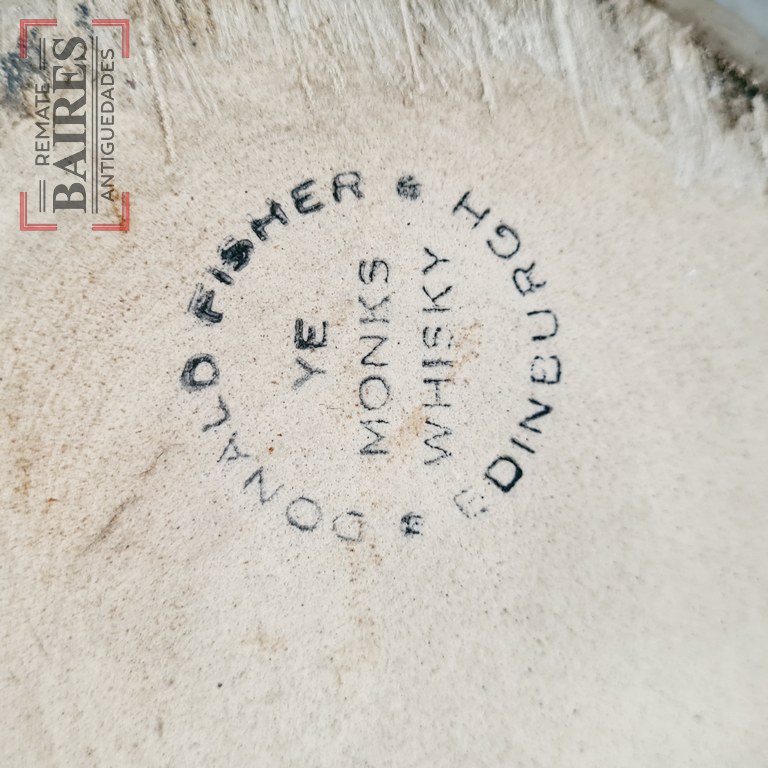 REMATE
BAIRES
ANTIGUEDADES
DONALD FISHER
YE
MONKS
WHISKY
EDINBURGH